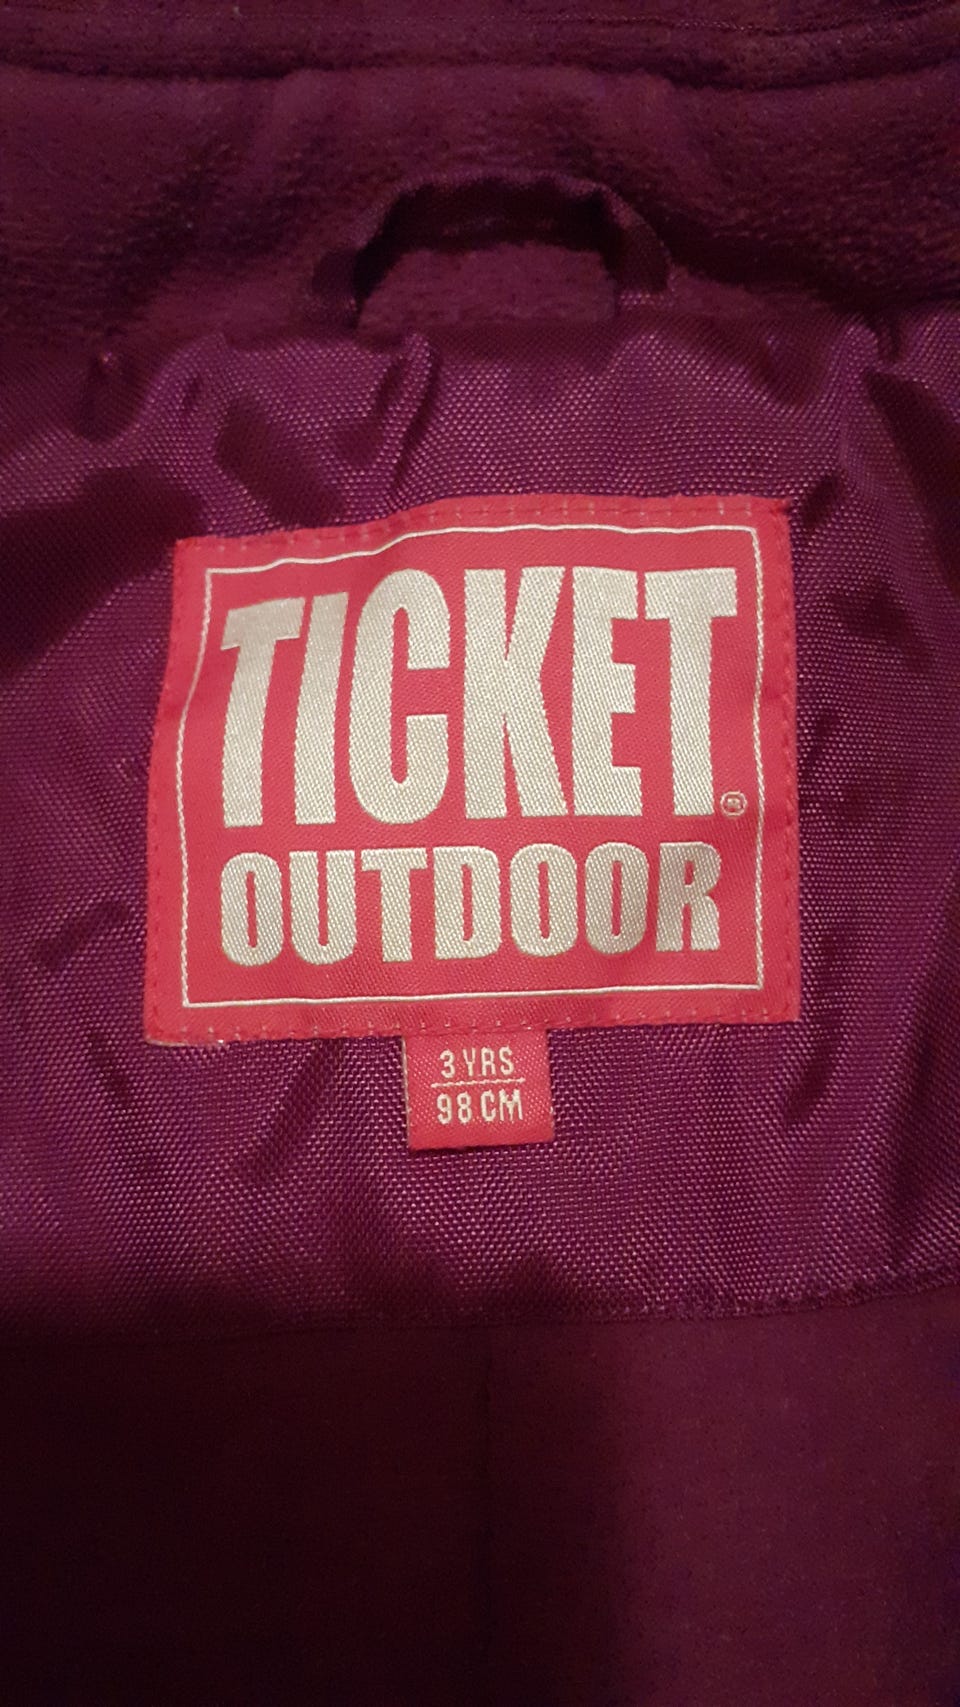 TICKET®
OUTDOOR
3 YRS
98 CM